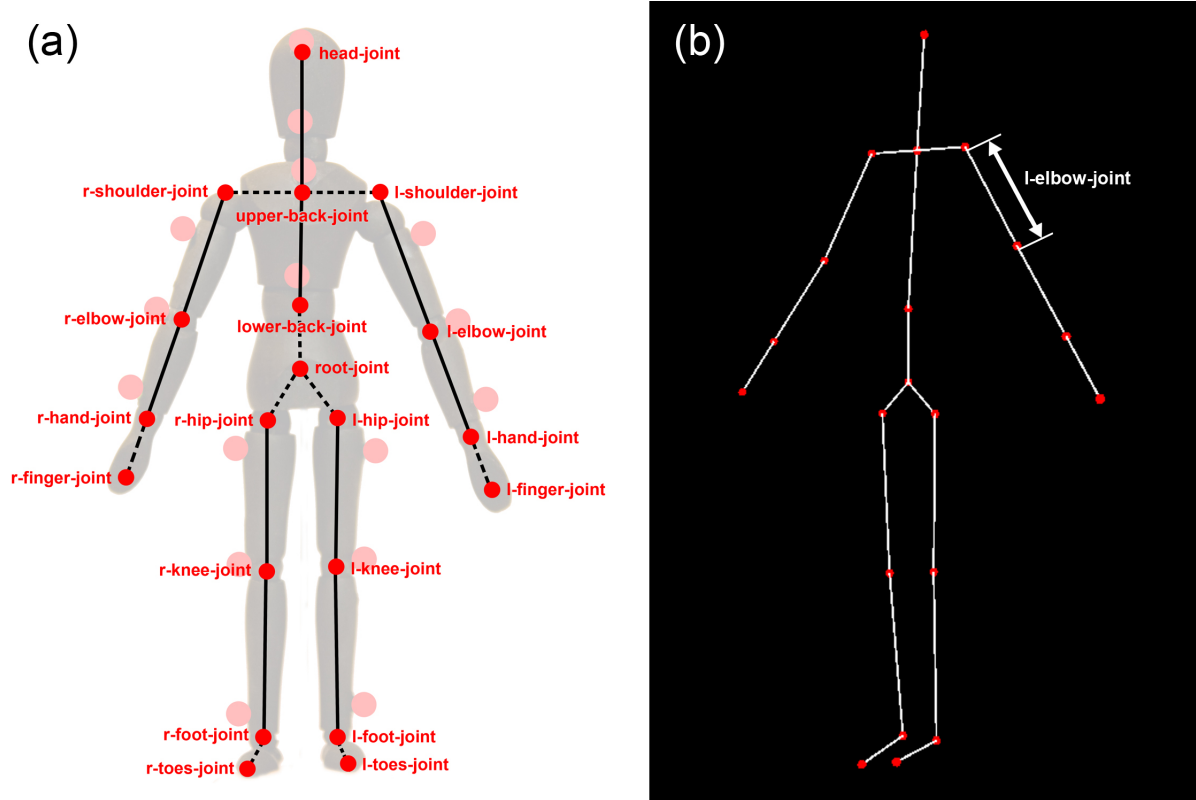 (a)
head-joint
r-shoulder-joint
l-shoulder-joint
upper-back-joint
r-elbow-joint
lower-back-joint
l-elbow-joint
root-joint
r-hand-joint
r-hip-joint
l-hip-joint
l-hand-joint
r-finger-joint
l-finger-joint
r-knee-joint
l-knee-joint
r-foot-joint
l-foot-joint
r-toes-joint
l-toes-joint
(b)
l-elbow-joint